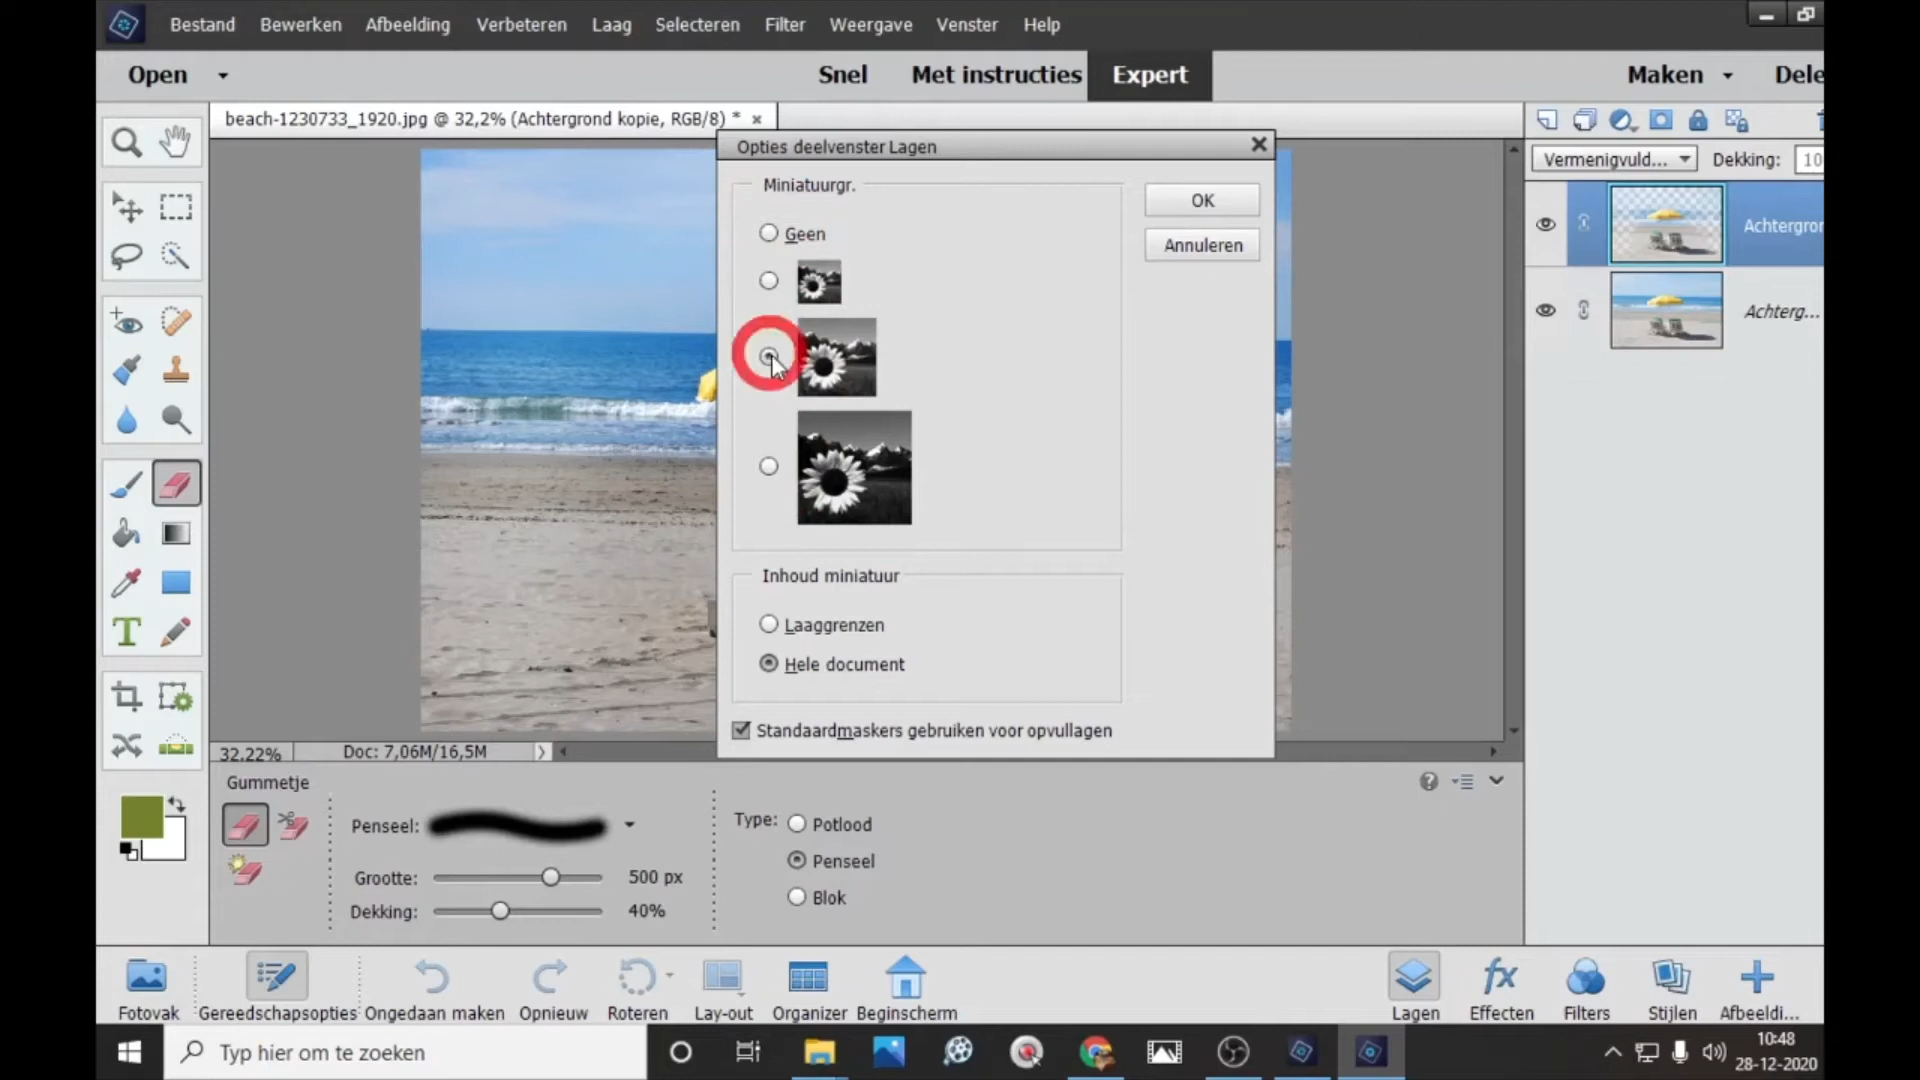 Bestand Bewerken Afbeelding Verbeteren Laag Selecteren Filter Weergave Venster Help
Open Snel Met instructies Expert Maken Dele
beach-1230733_1920.jpg @ 32,2% (Achtergrond kopie, RGB/8) *
Opties deelvenster Lagen
Miniatuurgr.
OK
Geen
Annuleren
Inhoud miniatuur
Laaggrenzen
Hele document
Standaardmaskers gebruiken voor opvullagen
Vermenigvuld... Dekking: 10
Achtergror
Achterg...
32.22% Doc: 7,06M/16,5M
Gummetje
Penseel:
Grootte: 500 px
Dekking: 40%
Type: Potlood
Penseel
Blok
Fotovak Gereedschapsopties Ongedaan maken Opnieuw Roteren Lay-out Organizer Beginscherm Lagen Effecten Filters Stijlen Afbeeldi...
Typ hier om te zoeken
10:48
28-12-2020